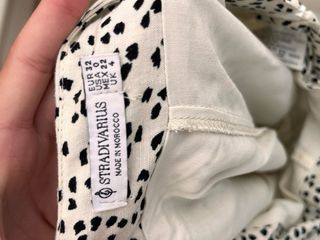 EUR 32
USA 0
MEX 22
UK 4
STRADIVARIUS
MADE IN MOROCCO